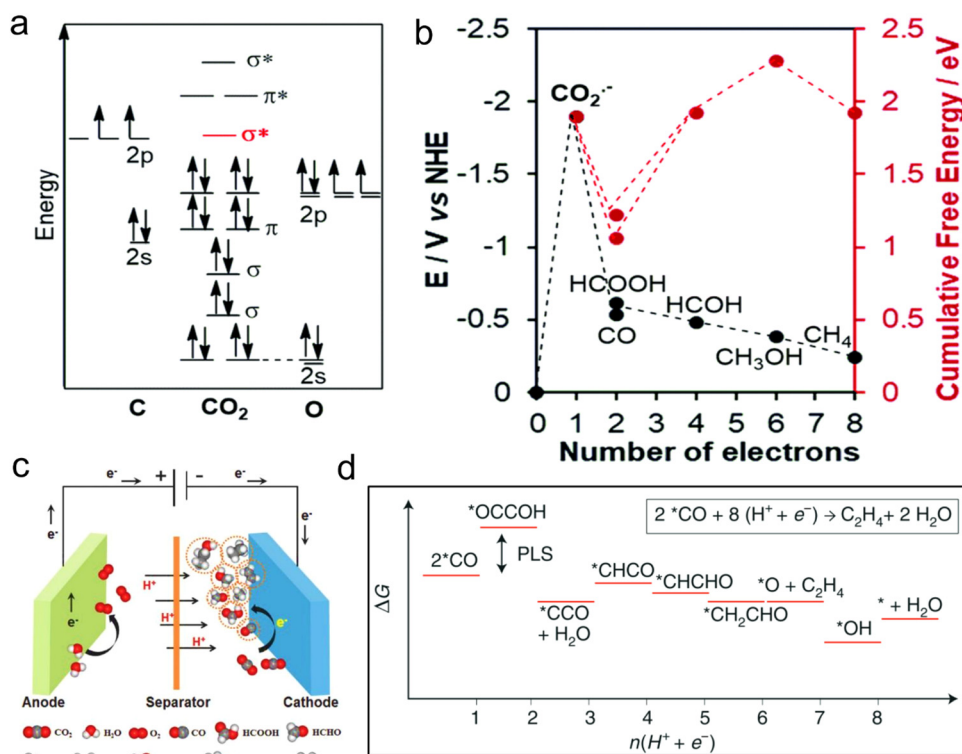 a
Energy
σ*
π*
σ*
2p
2s
π
σ
σ
2p
2s
C
CO₂
O
b
E / V vs NHE
-2.5
-2
-1.5
-1
-0.5
0
CO₂·⁻
HCOOH
CO
HCOH
CH₃OH
CH₄
0 1 2 3 4 5 6 7 8
Number of electrons
2.5
2
1.5
1
0.5
0
Cumulative Free Energy / eV
c
e⁻ + − e⁻
e⁻
e⁻
H⁺
H⁺
H⁺
e⁻
e⁻
H⁺
Anode Separator Cathode
CO₂ H₂O O₂ CO HCOOH HCHO
d
2 *CO + 8 (H⁺ + e⁻) → C₂H₄ + 2 H₂O
ΔG
*OCCOH
2*CO
PLS
*CCO
+ H₂O
*CHCO
*CHCHO
*CH₂CHO
*O + C₂H₄
*OH
* + H₂O
1 2 3 4 5 6 7 8
n(H⁺ + e⁻)